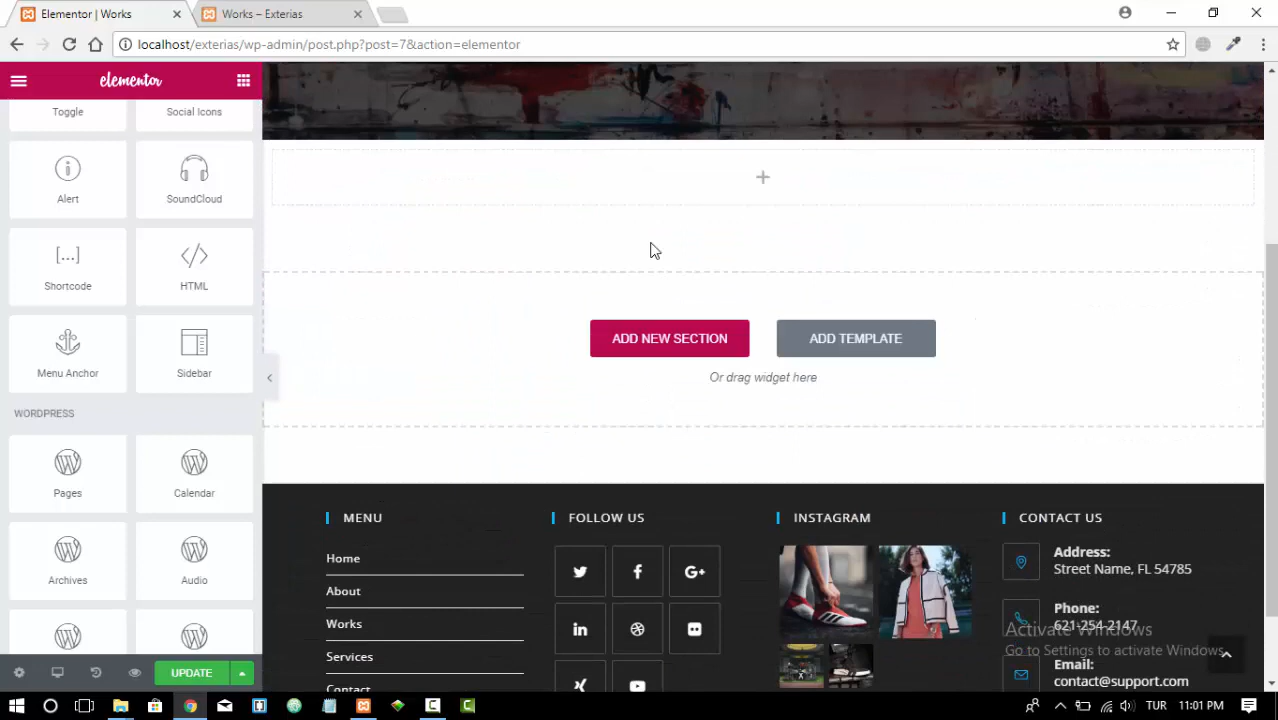 Elementor | Works
Works – Exterias
localhost/exterias/wp-admin/post.php?post=7&action=elementor
elementor
Toggle
Social Icons
Alert
SoundCloud
[...]
Shortcode
HTML
Menu Anchor
Sidebar
WORDPRESS
Pages
Calendar
Archives
Audio
UPDATE
ADD NEW SECTION
ADD TEMPLATE
Or drag widget here
MENU
Home
About
Works
Services
Contact
FOLLOW US
INSTAGRAM
CONTACT US
Address:
Street Name, FL 54785
Phone:
621-254-2147
Email:
contact@support.com
Activate Windows
Go to Settings to activate Windows.
TUR
11:01 PM